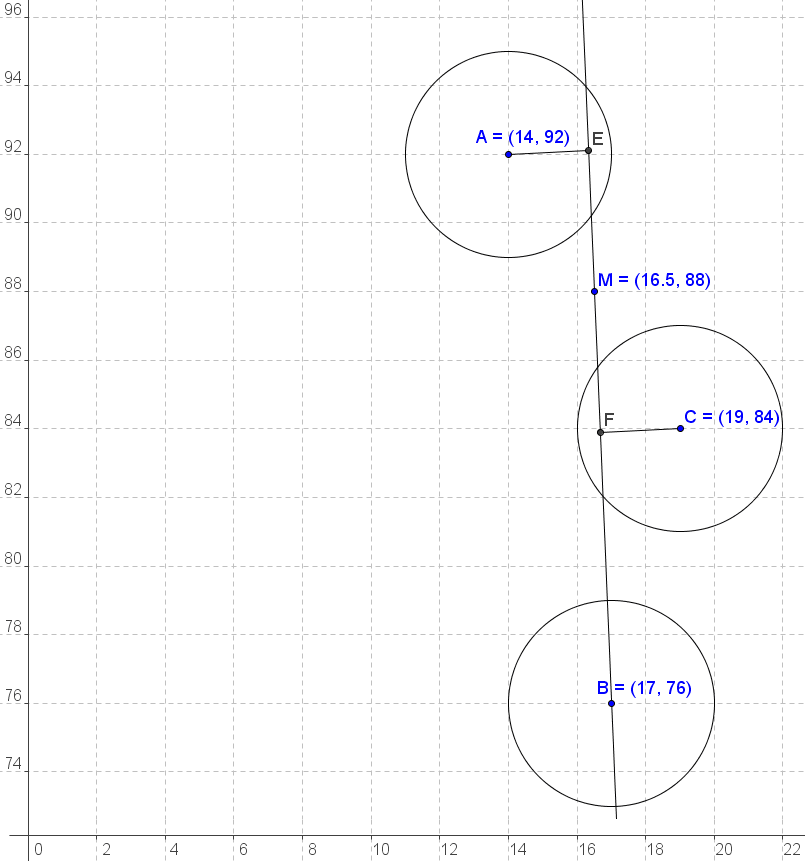 96
94
A = (14, 92)
E
92
90
88
M = (16.5, 88)
86
84
F
C = (19, 84)
82
80
78
76
B = (17, 76)
74
0 2 4 6 8 10 12 14 16 18 20 22